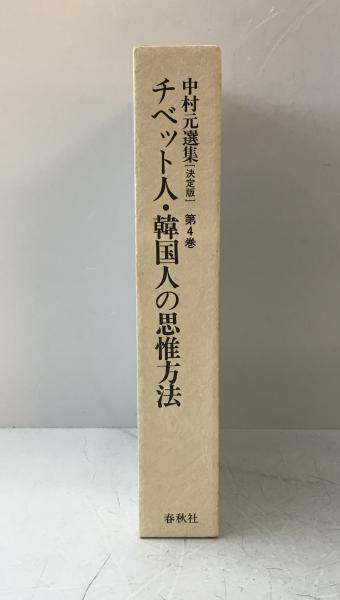 中村元選集［決定版］ 第4巻
チベット人・韓国人の思惟方法
春秋社